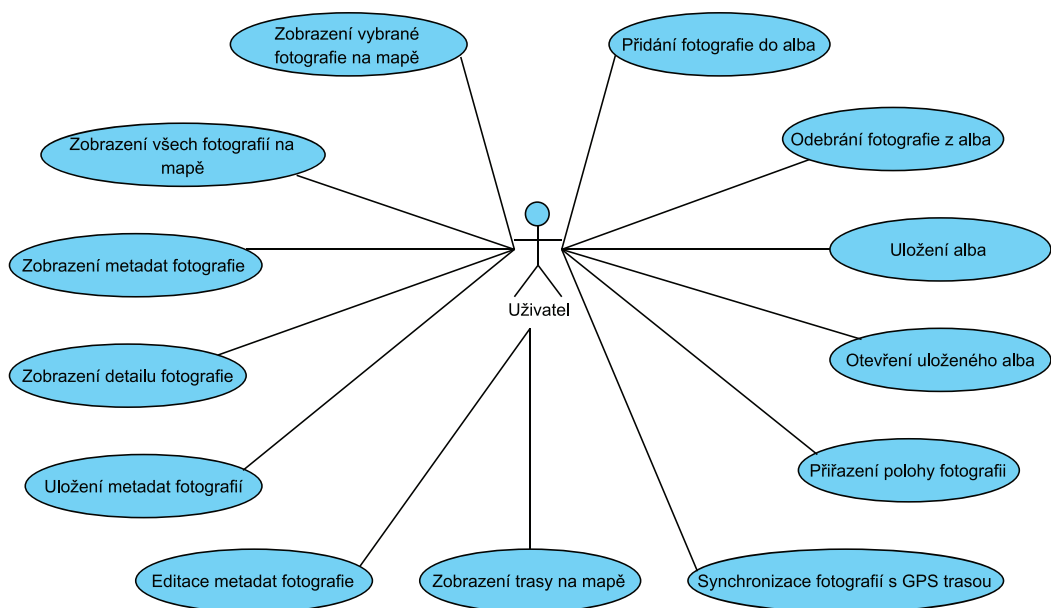 Zobrazení vybrané
fotografie na mapě
Přidání fotografie do alba
Zobrazení všech fotografií na
mapě
Odebrání fotografie z alba
Zobrazení metadat fotografie
Uložení alba
Uživatel
Zobrazení detailu fotografie
Otevření uloženého alba
Uložení metadat fotografií
Přiřazení polohy fotografii
Editace metadat fotografie
Zobrazení trasy na mapě
Synchronizace fotografií s GPS trasou